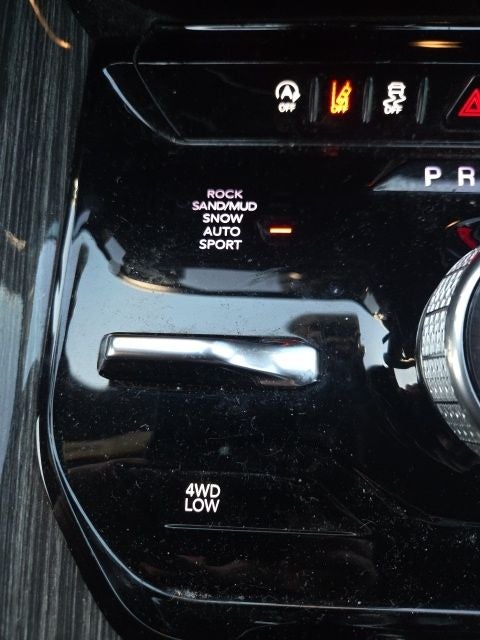 OFF OFF OFF
P R
ROCK
SAND/MUD
SNOW
AUTO
SPORT
4WD
LOW